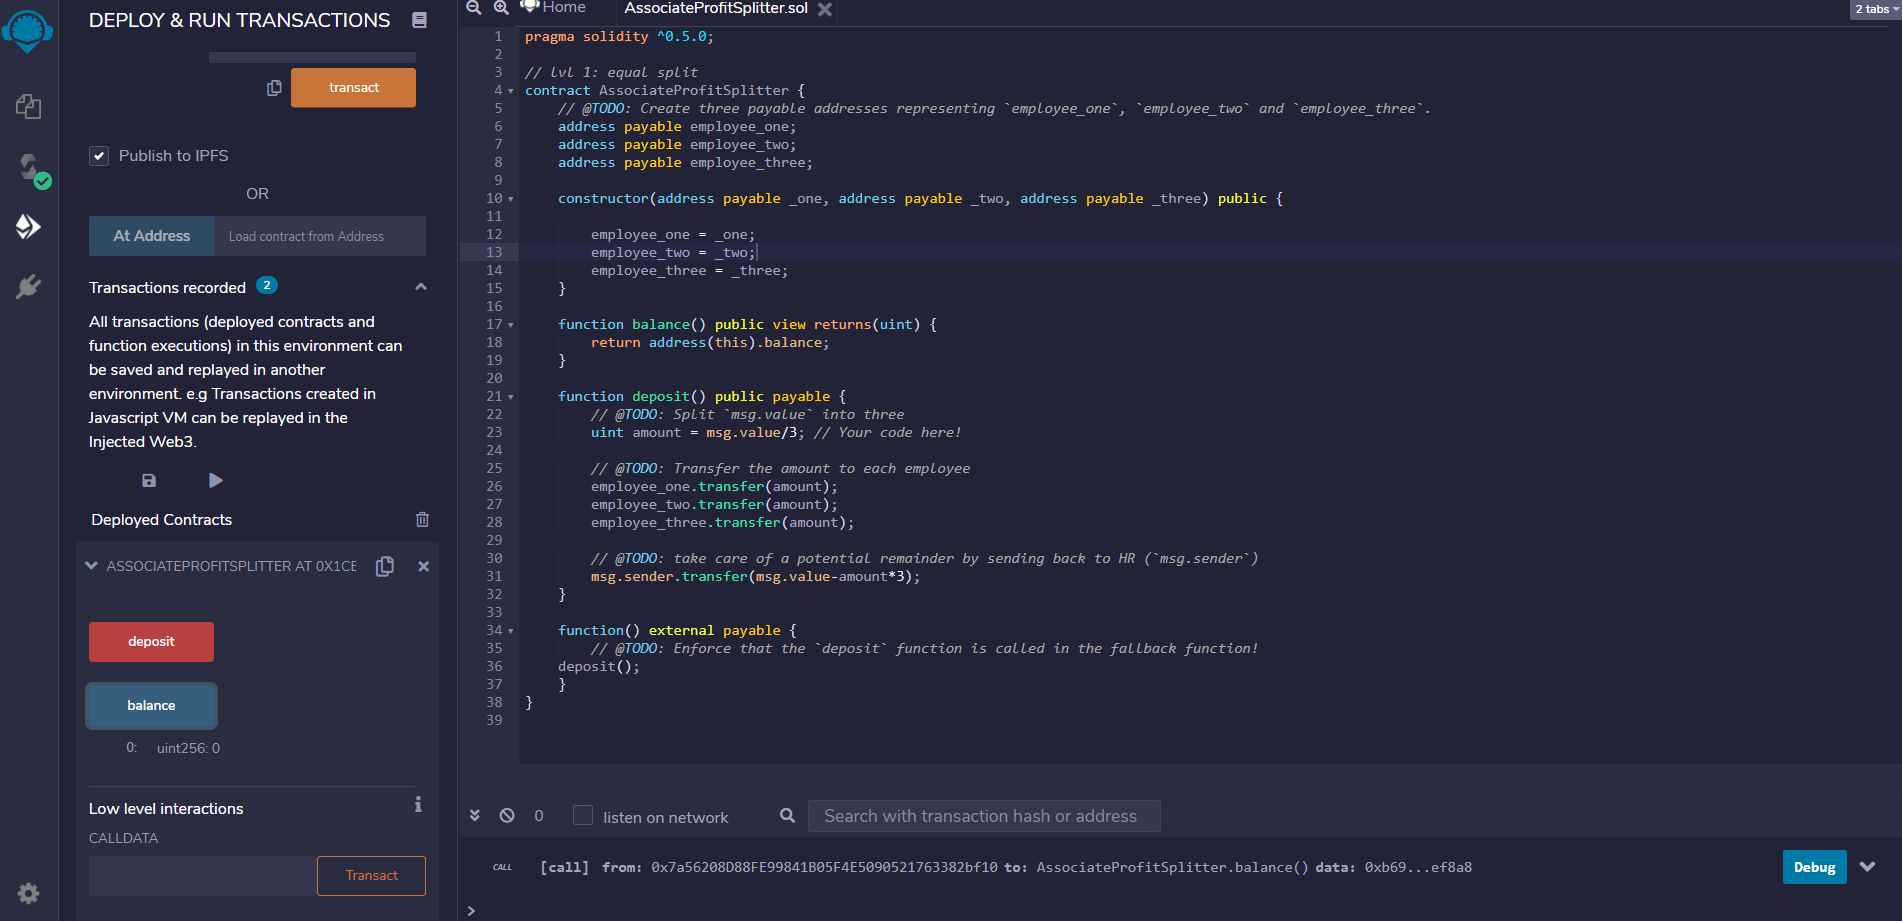 DEPLOY & RUN TRANSACTIONS
transact
Publish to IPFS
OR
At Address
Load contract from Address
Transactions recorded 2
All transactions (deployed contracts and
function executions) in this environment can
be saved and replayed in another
environment. e.g Transactions created in
Javascript VM can be replayed in the
Injected Web3.
Deployed Contracts
ASSOCIATEPROFITSPLITTER AT 0X1CE
deposit
balance
0: uint256: 0
Low level interactions
CALLDATA
Transact
Home
AssociateProfitSplitter.sol
2 tabs
1 pragma solidity ^0.5.0;
2
3 // lvl 1: equal split
4 contract AssociateProfitSplitter {
5 // @TODO: Create three payable addresses representing `employee_one`, `employee_two` and `employee_three`.
6 address payable employee_one;
7 address payable employee_two;
8 address payable employee_three;
9
10 constructor(address payable _one, address payable _two, address payable _three) public {
11
12 employee_one = _one;
13 employee_two = _two;
14 employee_three = _three;
15 }
16
17 function balance() public view returns(uint) {
18 return address(this).balance;
19 }
20
21 function deposit() public payable {
22 // @TODO: Split `msg.value` into three
23 uint amount = msg.value/3; // Your code here!
24
25 // @TODO: Transfer the amount to each employee
26 employee_one.transfer(amount);
27 employee_two.transfer(amount);
28 employee_three.transfer(amount);
29
30 // @TODO: take care of a potential remainder by sending back to HR (`msg.sender`)
31 msg.sender.transfer(msg.value-amount*3);
32 }
33
34 function() external payable {
35 // @TODO: Enforce that the `deposit` function is called in the fallback function!
36 deposit();
37 }
38 }
39
0
listen on network
Search with transaction hash or address
CALL [call] from: 0x7a56208D88FE99841B05F4E5090521763382bf10 to: AssociateProfitSplitter.balance() data: 0xb69...ef8a8
Debug
>